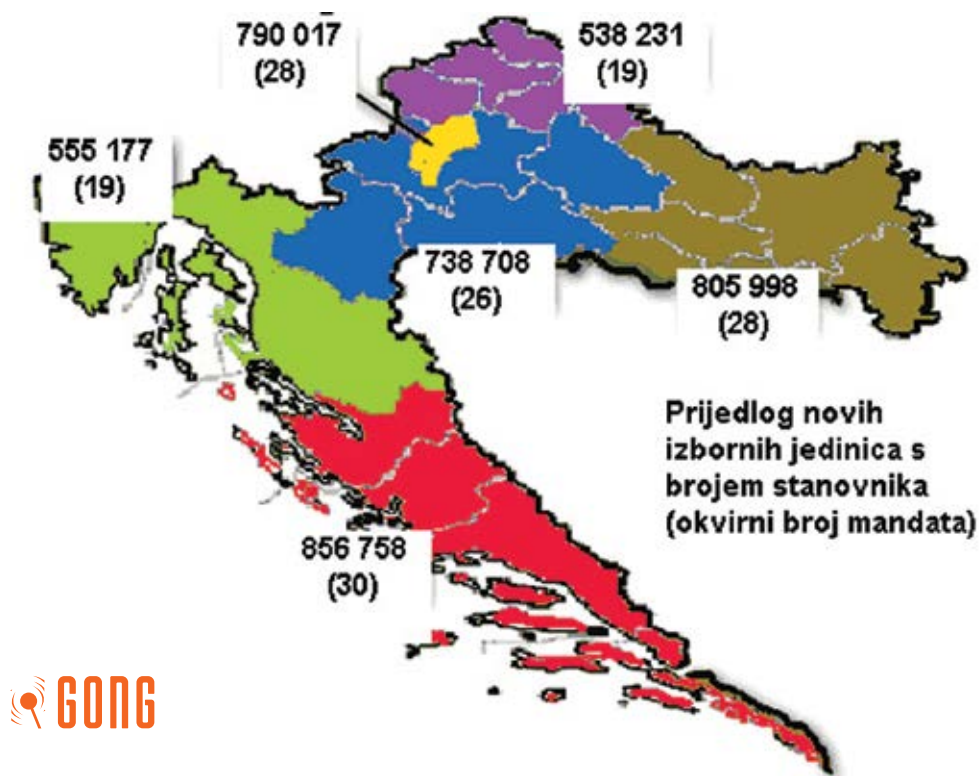 790 017
(28)
538 231
(19)
555 177
(19)
738 708
(26)
805 998
(28)
Prijedlog novih
izbornih jedinica s
brojem stanovnika
(okvirni broj mandata)
856 758
(30)
GONG